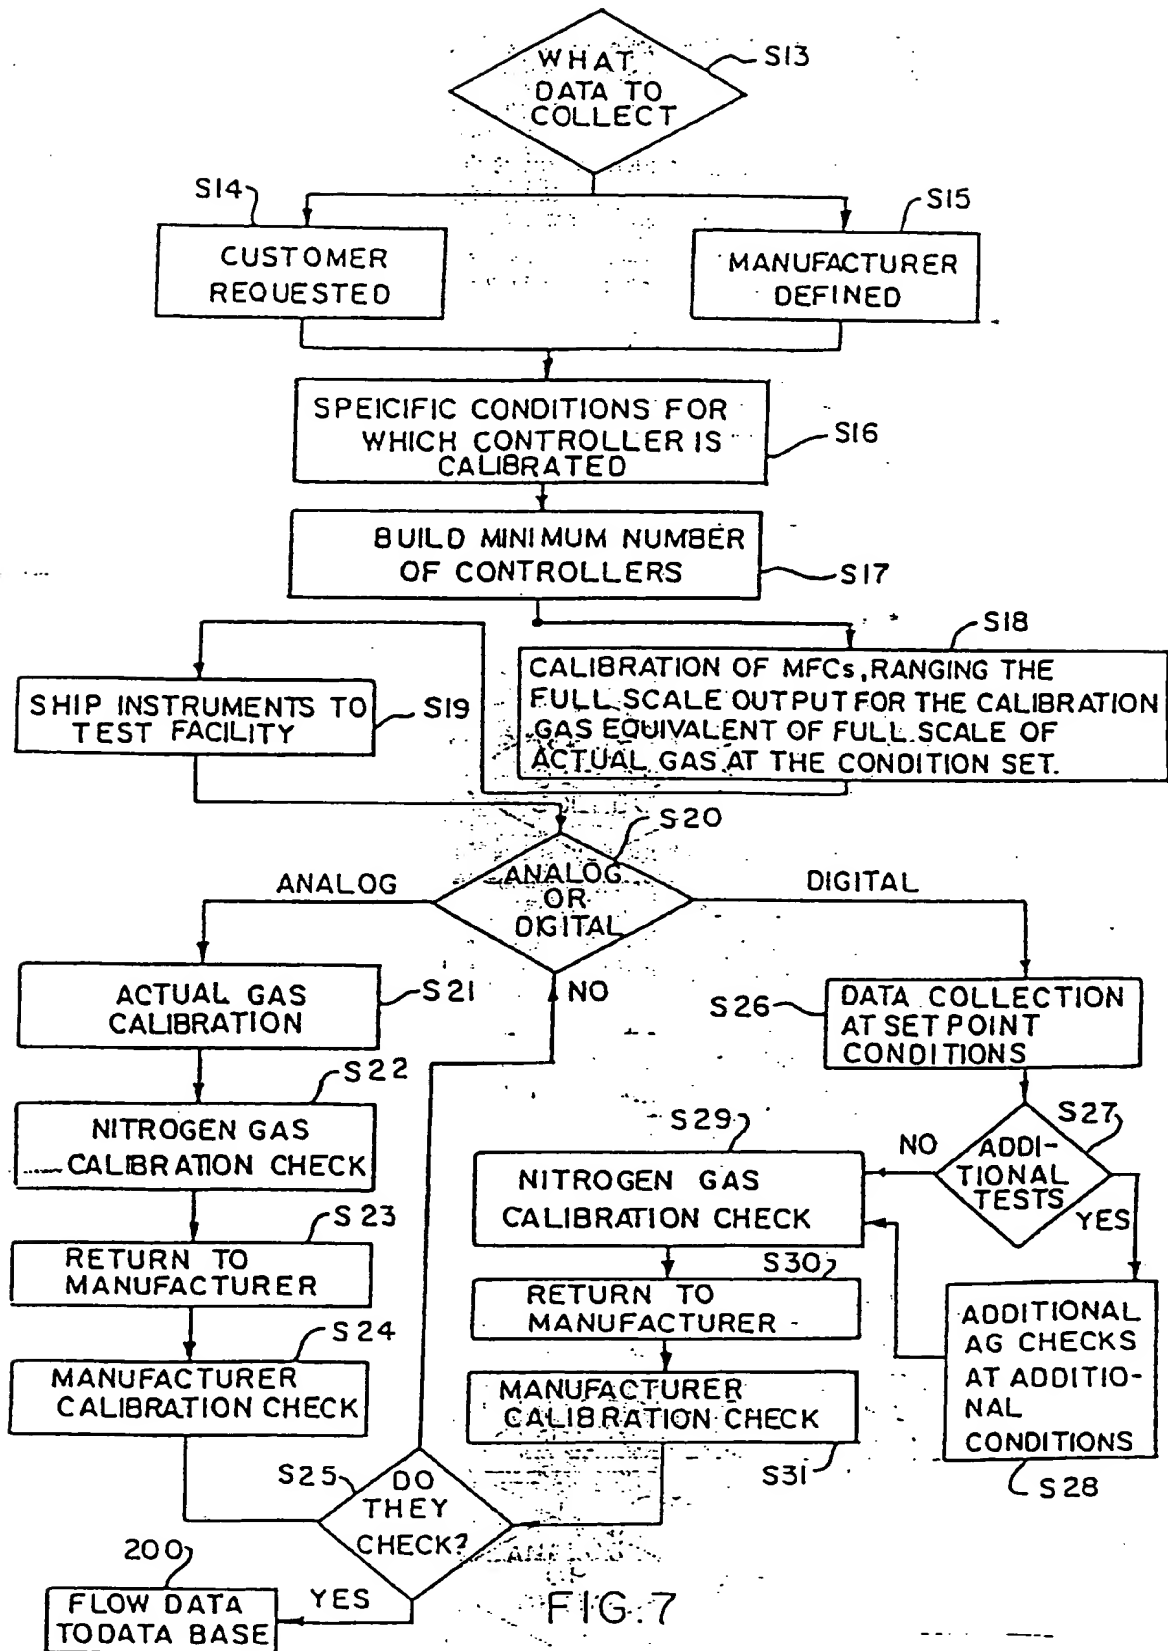 WHAT
DATA TO
COLLECT
S13
S14
CUSTOMER
REQUESTED
S15
MANUFACTURER
DEFINED
SPEICIFIC CONDITIONS FOR
WHICH CONTROLLER IS
CALIBRATED
S16
BUILD MINIMUM NUMBER
OF CONTROLLERS
S17
S18
CALIBRATION OF MFCs, RANGING THE
FULL SCALE OUTPUT FOR THE CALIBRATION
GAS EQUIVALENT OF FULL SCALE OF
ACTUAL GAS AT THE CONDITION SET.
SHIP INSTRUMENTS TO
TEST FACILITY
S19
S20
ANALOG
OR
DIGITAL
ANALOG
DIGITAL
NO
ACTUAL GAS
CALIBRATION
S21
S22
NITROGEN GAS
CALIBRATION CHECK
S23
RETURN TO
MANUFACTURER
S24
MANUFACTURER
CALIBRATION CHECK
S26
DATA COLLECTION
AT SET POINT
CONDITIONS
S27
ADDI-
TIONAL
TESTS
NO
YES
S29
NITROGEN GAS
CALIBRATION CHECK
S30
RETURN TO
MANUFACTURER
MANUFACTURER
CALIBRATION CHECK
S31
ADDITIONAL
AG CHECKS
AT ADDITIO-
NAL
CONDITIONS
S28
S25
DO
THEY
CHECK?
YES
200
FLOW DATA
TO DATA BASE
FIG. 7